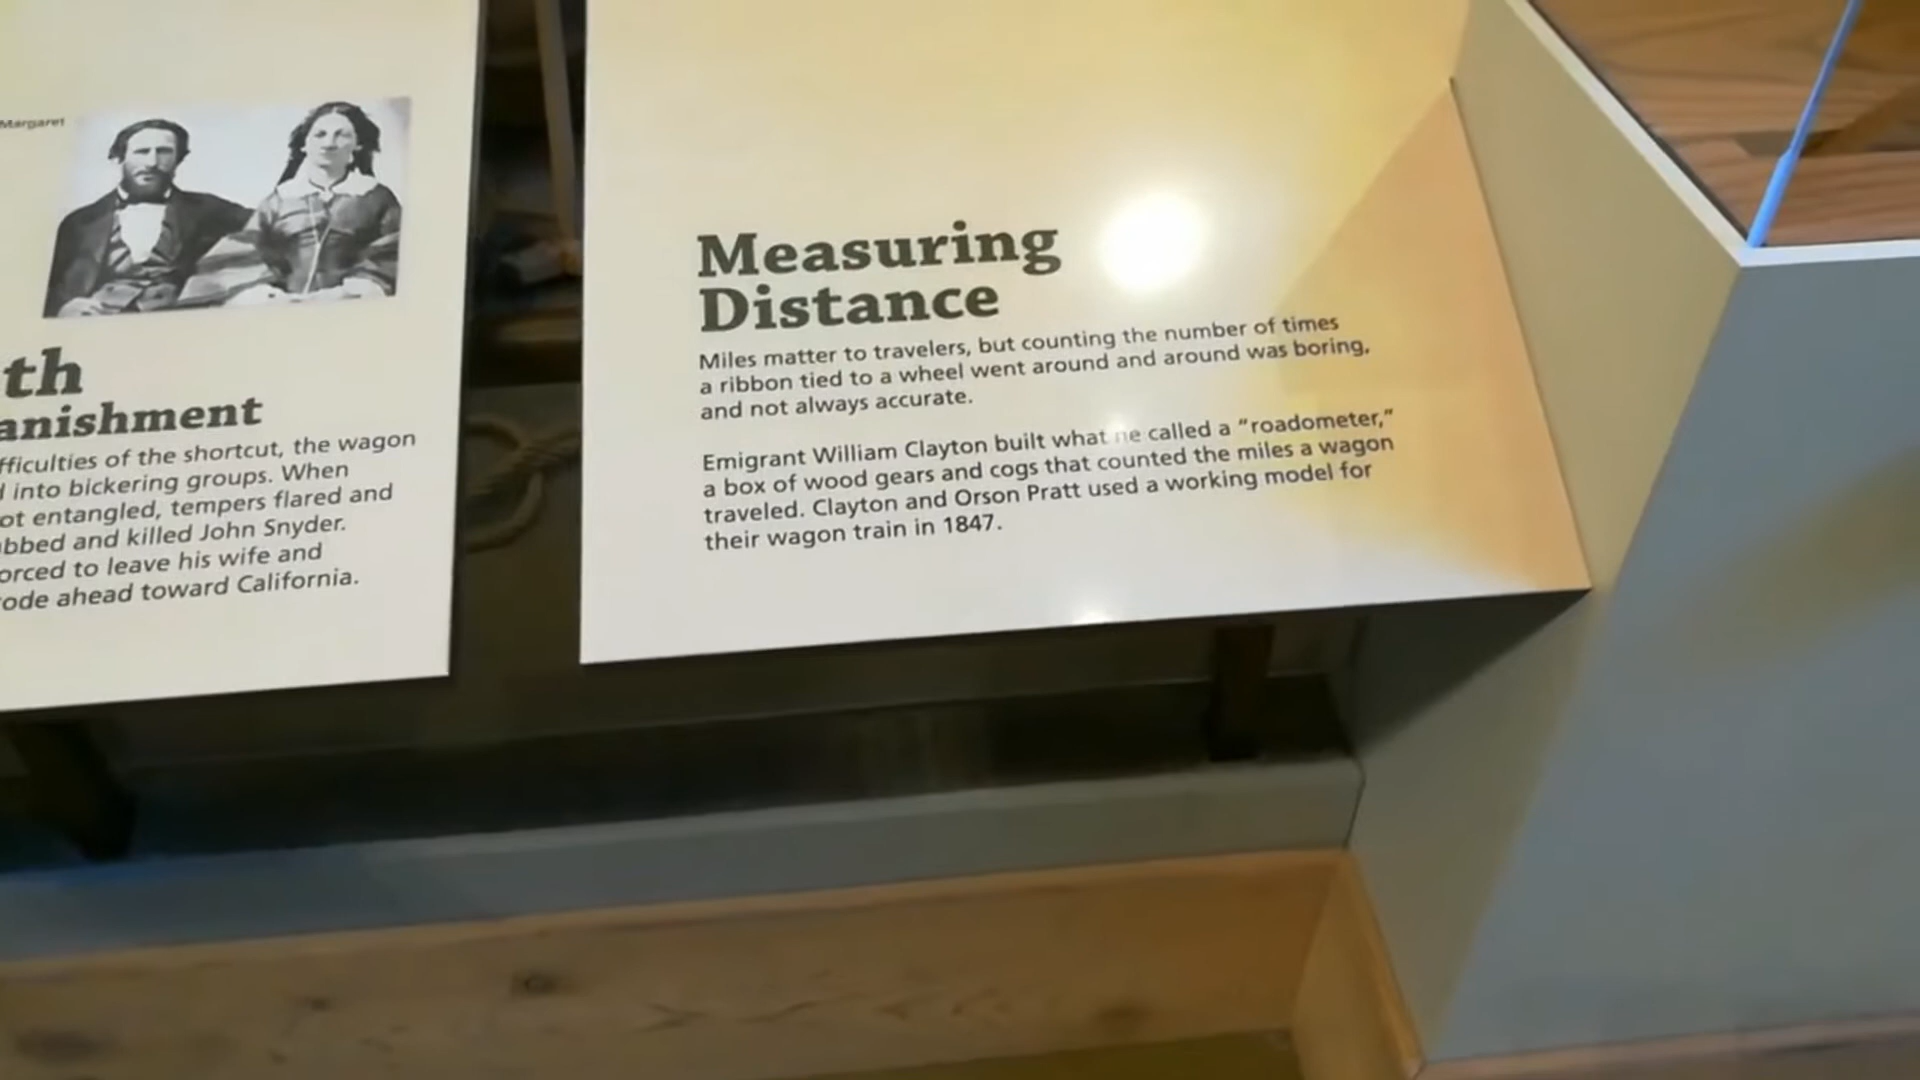 Margaret
th
anishment
fficulties of the shortcut, the wagon
d into bickering groups. When
ot entangled, tempers flared and
bbed and killed John Snyder.
orced to leave his wife and
ode ahead toward California.
Measuring
Distance
Miles matter to travelers, but counting the number of times
a ribbon tied to a wheel went around and around was boring,
and not always accurate.
Emigrant William Clayton built what he called a “roadometer,”
a box of wood gears and cogs that counted the miles a wagon
traveled. Clayton and Orson Pratt used a working model for
their wagon train in 1847.